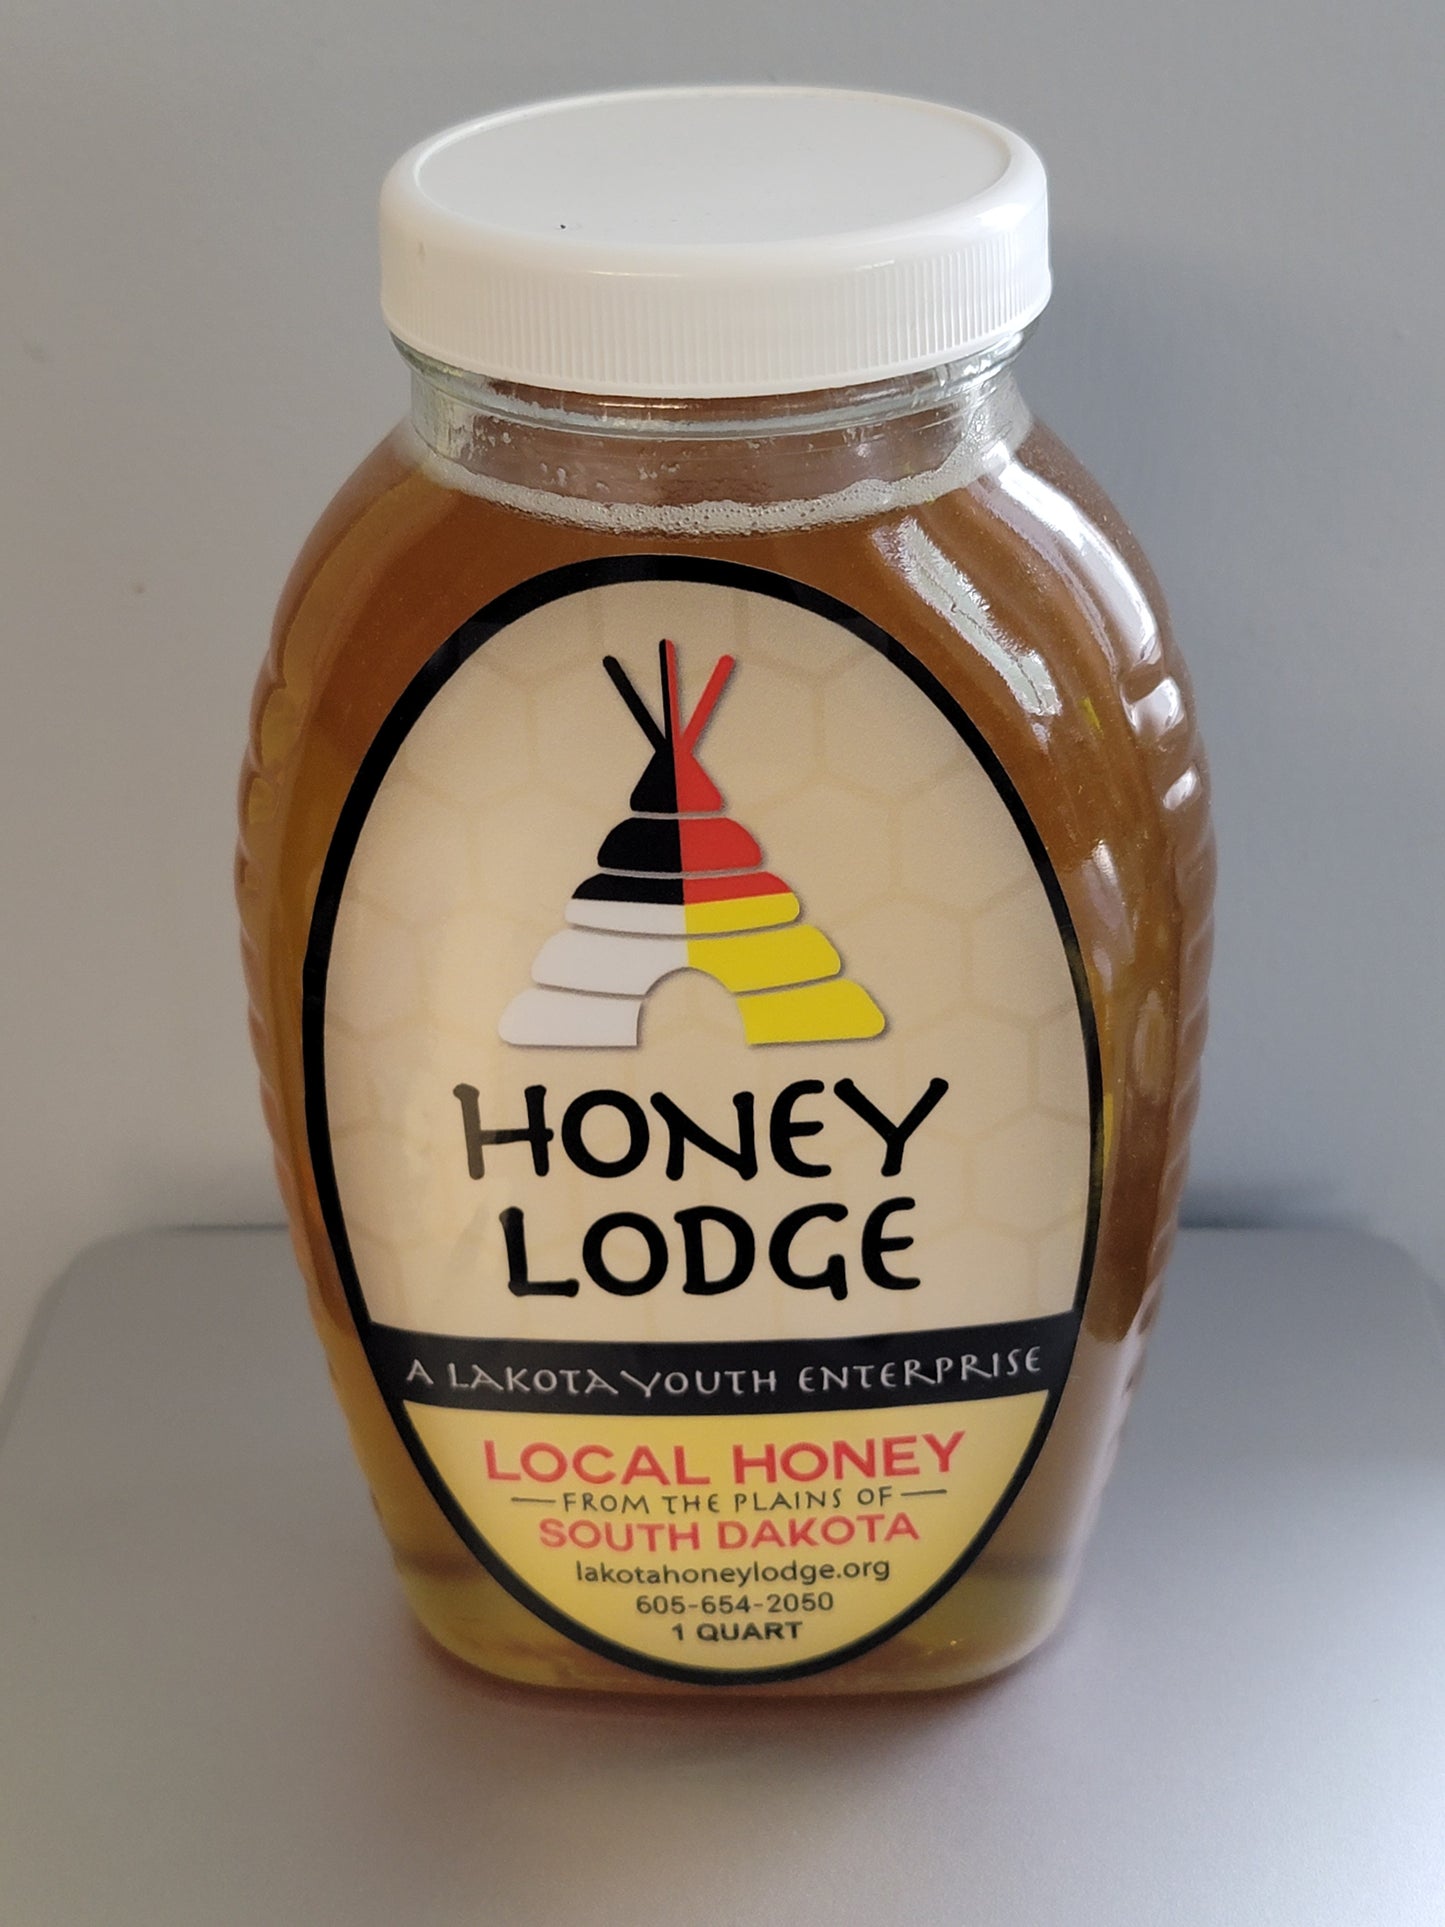 HONEY
LODGE
A LAKOTA YOUTH ENTERPRISE
LOCAL HONEY
FROM THE PLAINS OF
SOUTH DAKOTA
lakotahoneylodge.org
605-654-2050
1 QUART